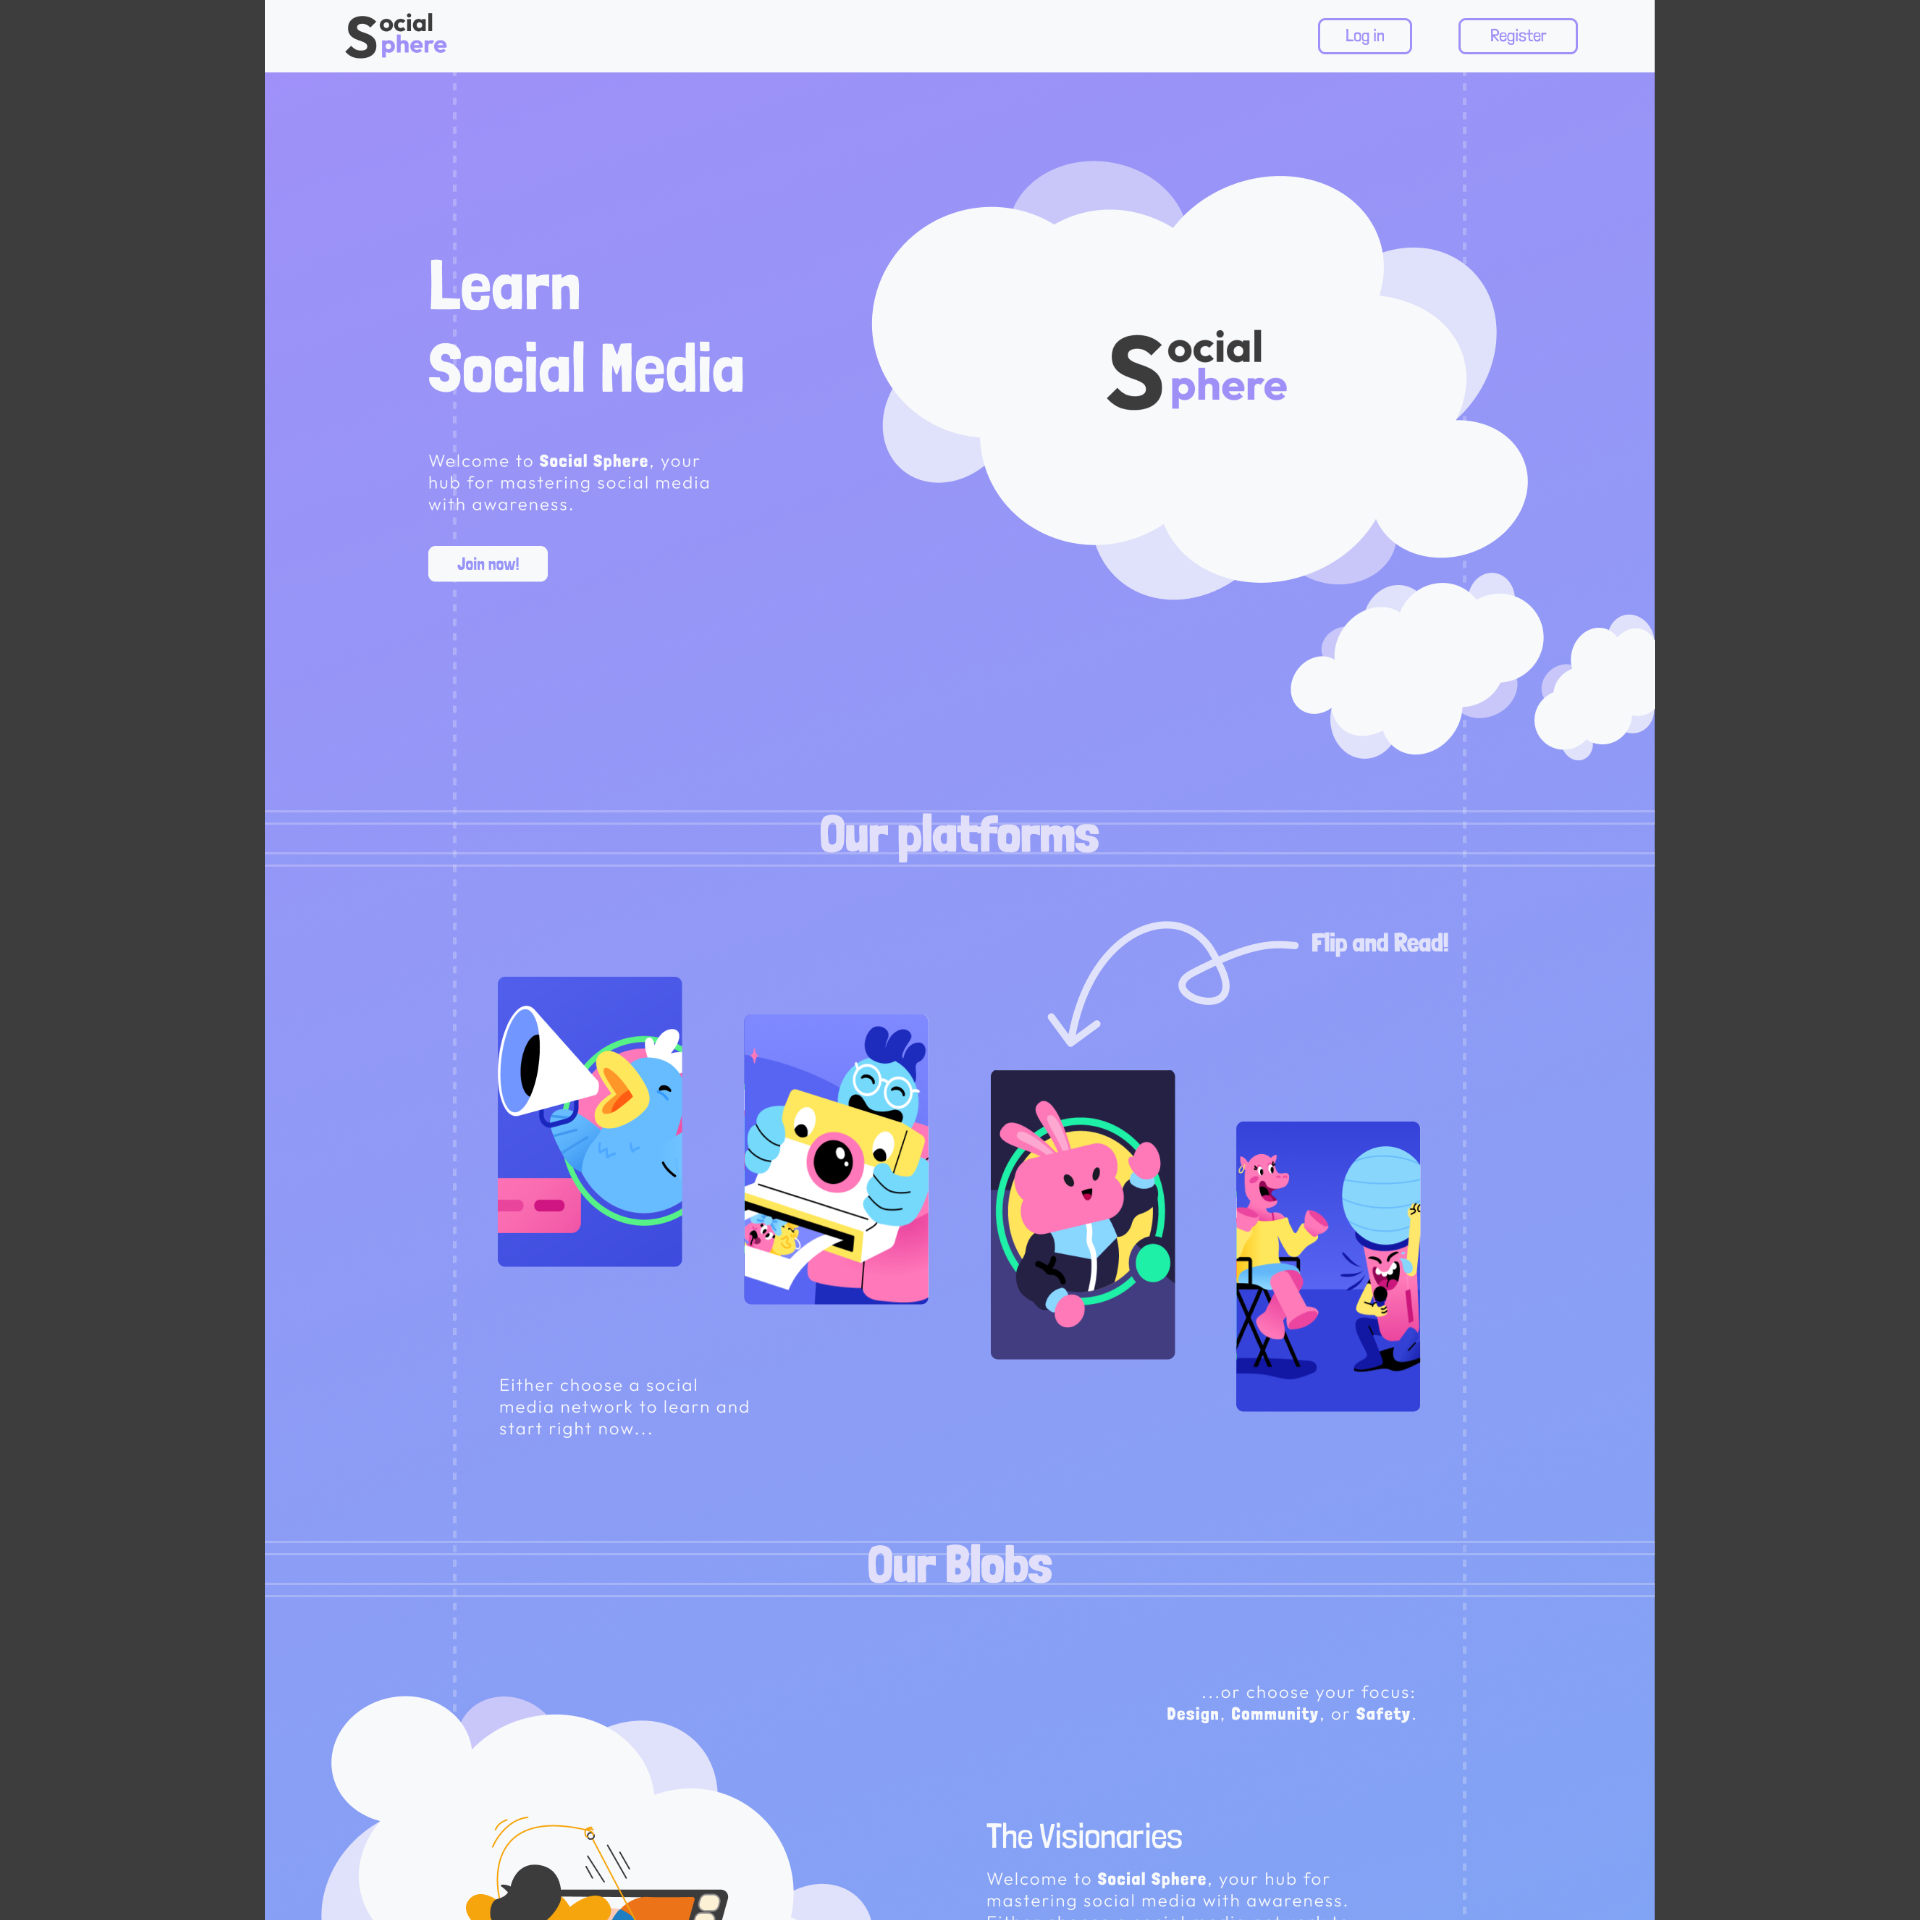 Social
Sphere
Log in
Register
Learn
Social Media
Social
Sphere
Welcome to Social Sphere, your
hub for mastering social media
with awareness.
Join now!
Our platforms
Flip and Read!
Either choose a social
media network to learn and
start right now...
Our Blobs
...or choose your focus:
Design, Community, or Safety.
The Visionaries
Welcome to Social Sphere, your hub for
mastering social media with awareness.